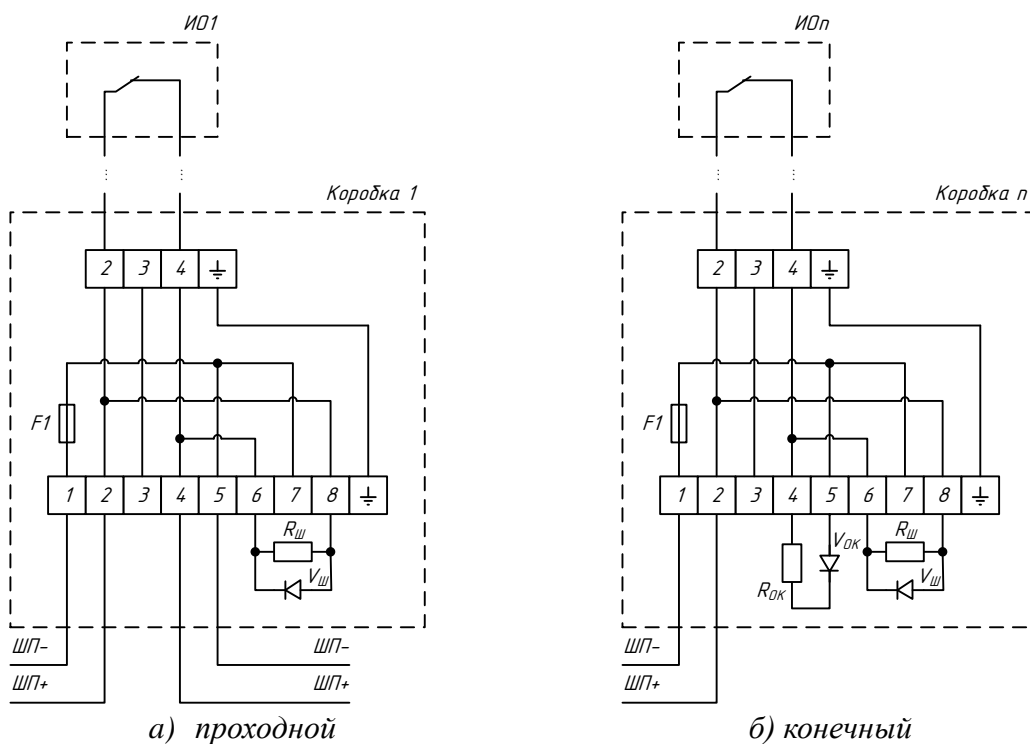 ИО1
ИОn
Коробка 1
Коробка n
2 3 4
2 3 4
F1
F1
1 2 3 4 5 6 7 8
1 2 3 4 5 6 7 8
RШ
VШ
VОК
RОК
RШ
VШ
ШП-
ШП-
ШП-
ШП+
ШП+
ШП+
а) проходной
б) конечный